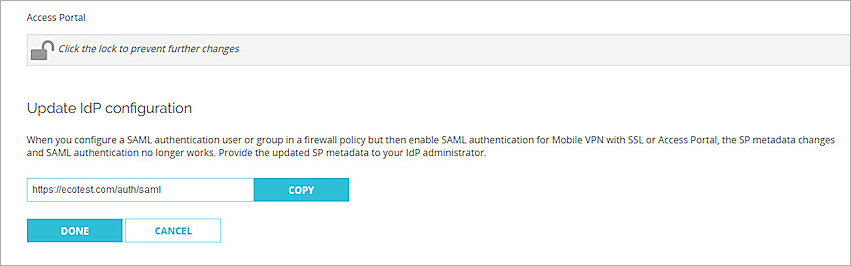 Access Portal
Click the lock to prevent further changes
Update IdP configuration
When you configure a SAML authentication user or group in a firewall policy but then enable SAML authentication for Mobile VPN with SSL or Access Portal, the SP metadata changes
and SAML authentication no longer works. Provide the updated SP metadata to your IdP administrator.
https://ecotest.com/auth/saml COPY
DONE CANCEL